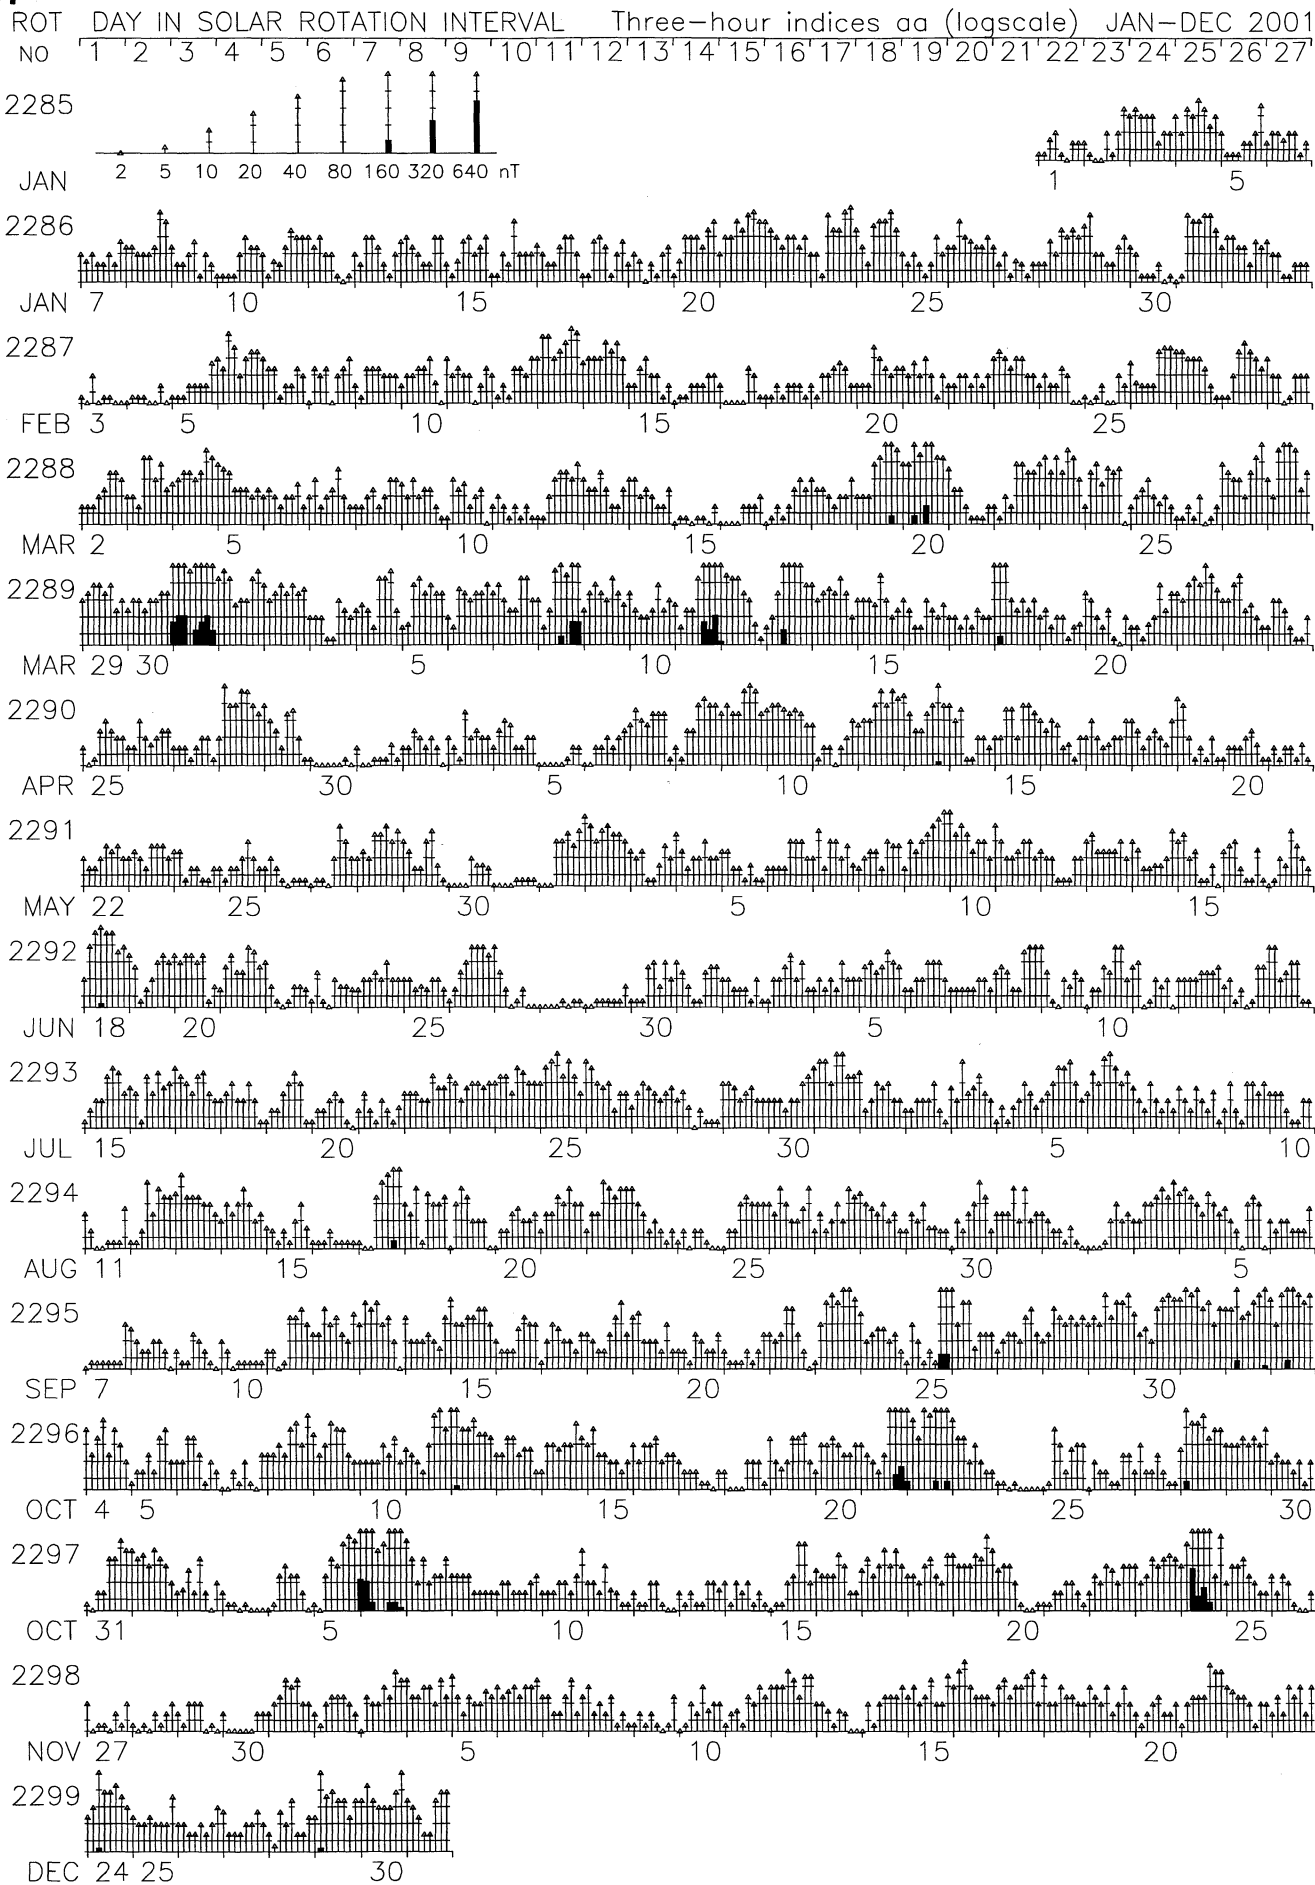 ROT DAY IN SOLAR ROTATION INTERVAL Three-hour indices aa (logscale) JAN-DEC 2001
NO 1 2 3 4 5 6 7 8 9 10 11 12 13 14 15 16 17 18 19 20 21 22 23 24 25 26 27
2285
2 5 10 20 40 80 160 320 640 nT
JAN 1 5
2286
JAN 7 10 15 20 25 30
2287
FEB 3 5 10 15 20 25
2288
MAR 2 5 10 15 20 25
2289
MAR 29 30 5 10 15 20
2290
APR 25 30 5 10 15 20
2291
MAY 22 25 30 5 10 15
2292
JUN 18 20 25 30 5 10
2293
JUL 15 20 25 30 5 10
2294
AUG 11 15 20 25 30 5
2295
SEP 7 10 15 20 25 30
2296
OCT 4 5 10 15 20 25 30
2297
OCT 31 5 10 15 20 25
2298
NOV 27 30 5 10 15 20
2299
DEC 24 25 30